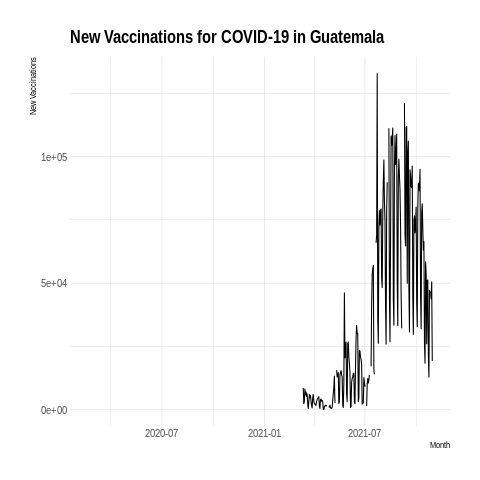 New Vaccinations for COVID-19 in Guatemala
New Vaccinations
1e+05
5e+04
0e+00
2020-07
2021-01
2021-07
Month